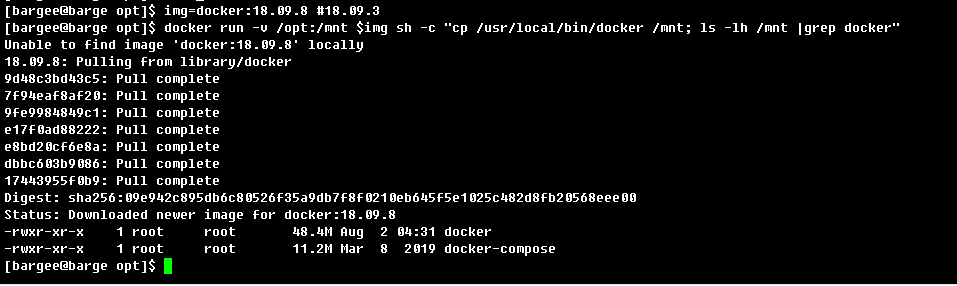 [bargee@barge opt]$ img=docker:18.09.8 #18.09.3
[bargee@barge opt]$ docker run -v /opt:/mnt $img sh -c "cp /usr/local/bin/docker /mnt; ls -lh /mnt |grep docker"
Unable to find image 'docker:18.09.8' locally
18.09.8: Pulling from library/docker
9d48c3bd43c5: Pull complete
7f94eaf8af20: Pull complete
9fe9984849c1: Pull complete
e17f0ad88222: Pull complete
e8bd20cf6e8a: Pull complete
dbbc603b9086: Pull complete
17443955f0b9: Pull complete
Digest: sha256:09e942c895db6c80526f35a9db7f8f0210eb645f5e1025c482d8fb20568eee00
Status: Downloaded newer image for docker:18.09.8
-rwxr-xr-x    1 root     root       48.4M Aug  2 04:31 docker
-rwxr-xr-x    1 root     root       11.2M Mar  8  2019 docker-compose
[bargee@barge opt]$